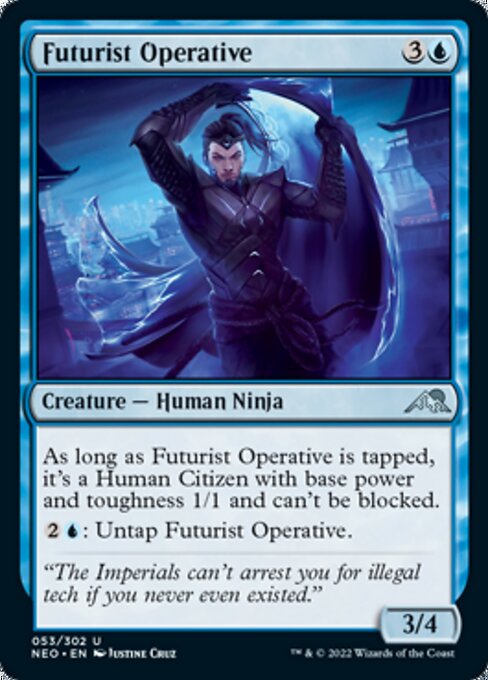 Futurist Operative 3
Creature — Human Ninja
As long as Futurist Operative is tapped,
it's a Human Citizen with base power
and toughness 1/1 and can't be blocked.
2 : Untap Futurist Operative.
“The Imperials can't arrest you for illegal
tech if you never even existed.”
3/4
053/302 U
NEO • EN Justine Cruz ™ & © 2022 Wizards of the Coast